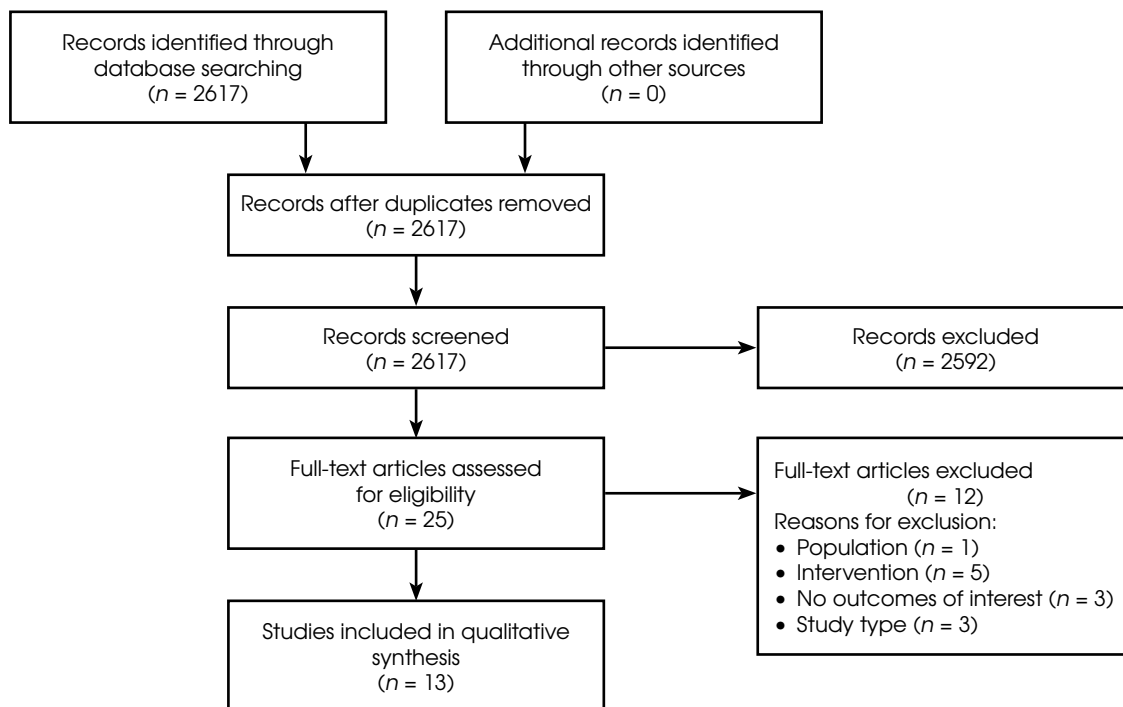 Records identified through
database searching
(n = 2617)
Additional records identified
through other sources
(n = 0)
Records after duplicates removed
(n = 2617)
Records screened
(n = 2617)
Records excluded
(n = 2592)
Full-text articles assessed
for eligibility
(n = 25)
Full-text articles excluded
(n = 12)
Reasons for exclusion:
• Population (n = 1)
• Intervention (n = 5)
• No outcomes of interest (n = 3)
• Study type (n = 3)
Studies included in qualitative
synthesis
(n = 13)